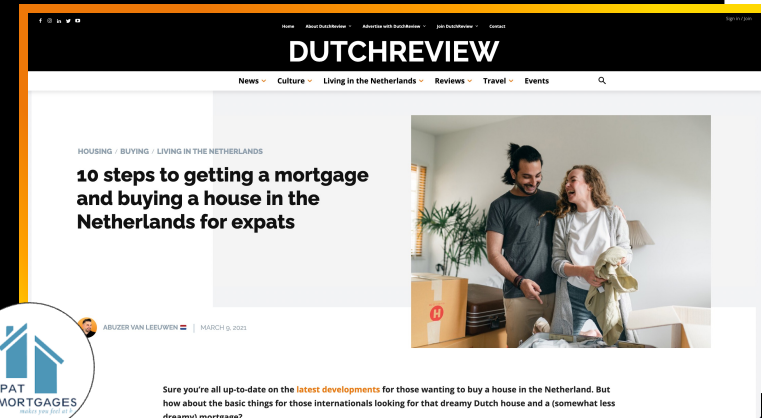 Sign in / Join
Home About DutchReview Advertise with DutchReview Join DutchReview Contact
DUTCHREVIEW
News Culture Living in the Netherlands Reviews Travel Events
HOUSING / BUYING / LIVING IN THE NETHERLANDS
10 steps to getting a mortgage
and buying a house in the
Netherlands for expats
H
ABUZER VAN LEEUWEN | MARCH 9, 2021
PAT
MORTGAGES
makes you feel at h
Sure you're all up-to-date on the latest developments for those wanting to buy a house in the Netherland. But
how about the basic things for those internationals looking for that dreamy Dutch house and a (somewhat less
dreamy) mortgage?